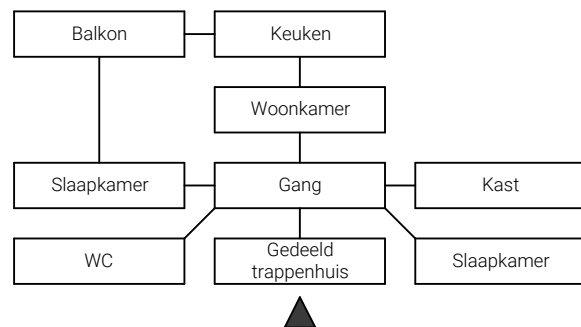 Balkon
Keuken
Woonkamer
Slaapkamer
Gang
Kast
WC
Gedeeld
trappenhuis
Slaapkamer